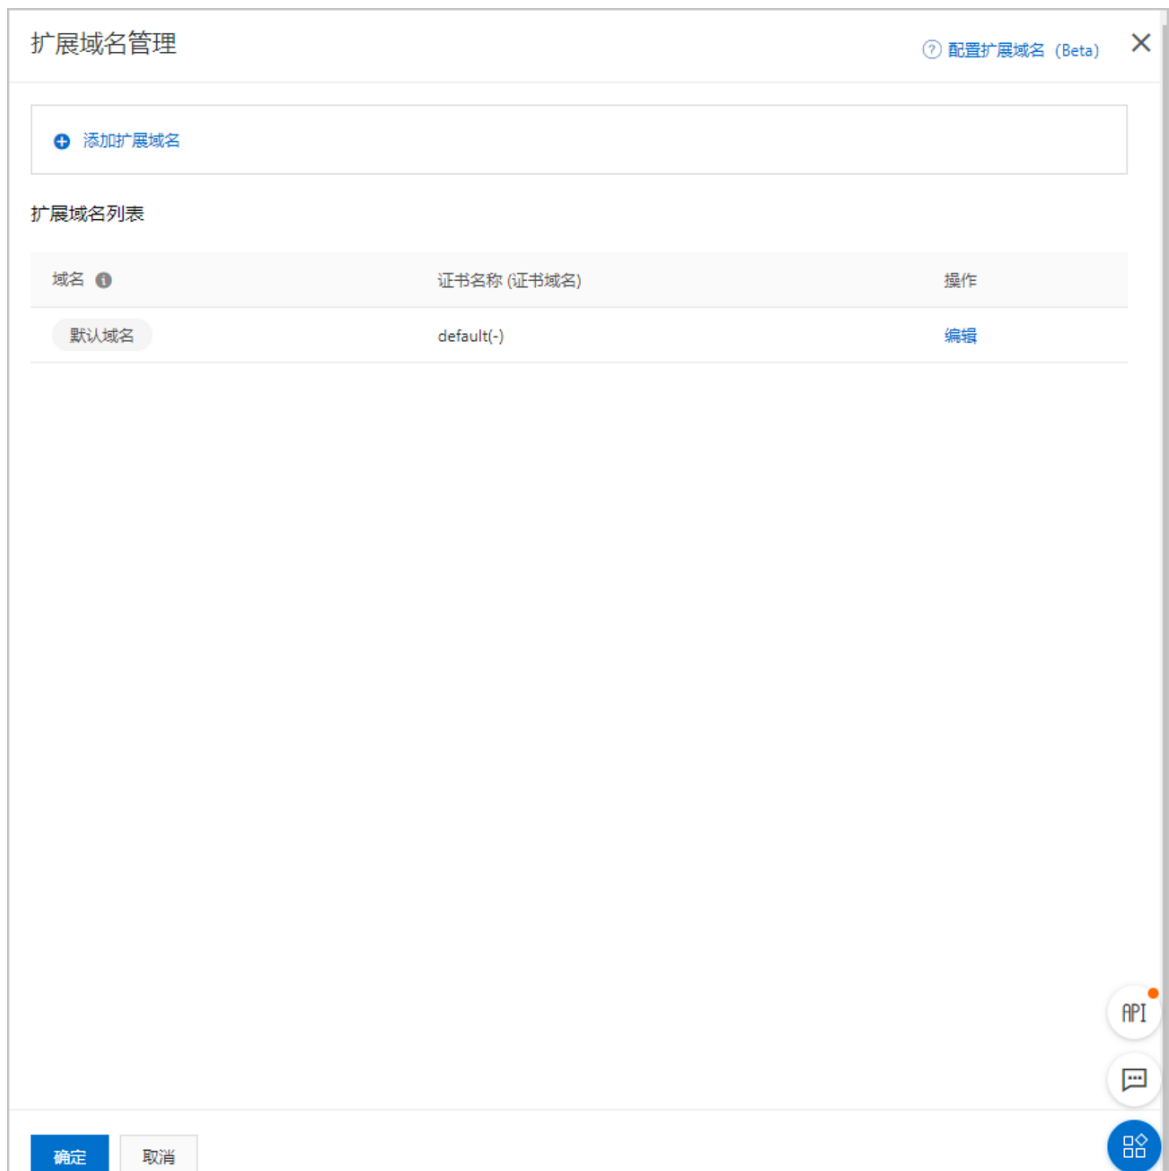 扩展域名管理
配置扩展域名 (Beta)
添加扩展域名
扩展域名列表
域名 证书名称 (证书域名) 操作
默认域名 default(-) 编辑
API
确定 取消